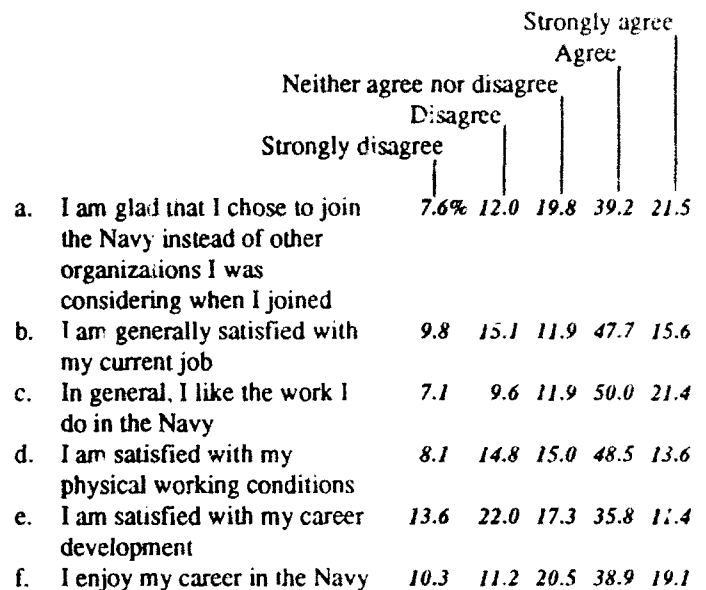 Strongly agree
Agree
Neither agree nor disagree
Disagree
Strongly disagree
a. I am glad that I chose to join 7.6% 12.0 19.8 39.2 21.5
the Navy instead of other
organizations I was
considering when I joined
b. I am generally satisfied with 9.8 15.1 11.9 47.7 15.6
my current job
c. In general, I like the work I 7.1 9.6 11.9 50.0 21.4
do in the Navy
d. I am satisfied with my 8.1 14.8 15.0 48.5 13.6
physical working conditions
e. I am satisfied with my career 13.6 22.0 17.3 35.8
development
f. I enjoy my career in the Navy 10.3 11.2 20.5 38.9 19.1